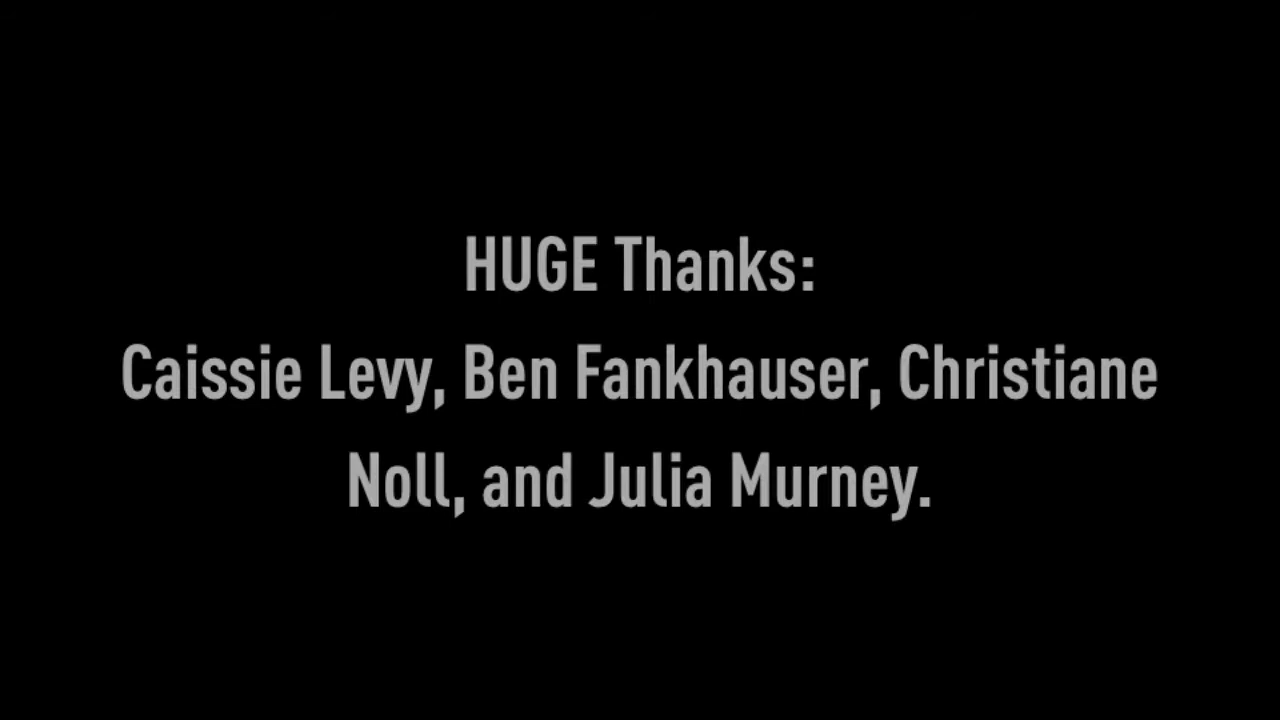 HUGE Thanks:
Caissie Levy, Ben Fankhauser, Christiane
Noll, and Julia Murney.